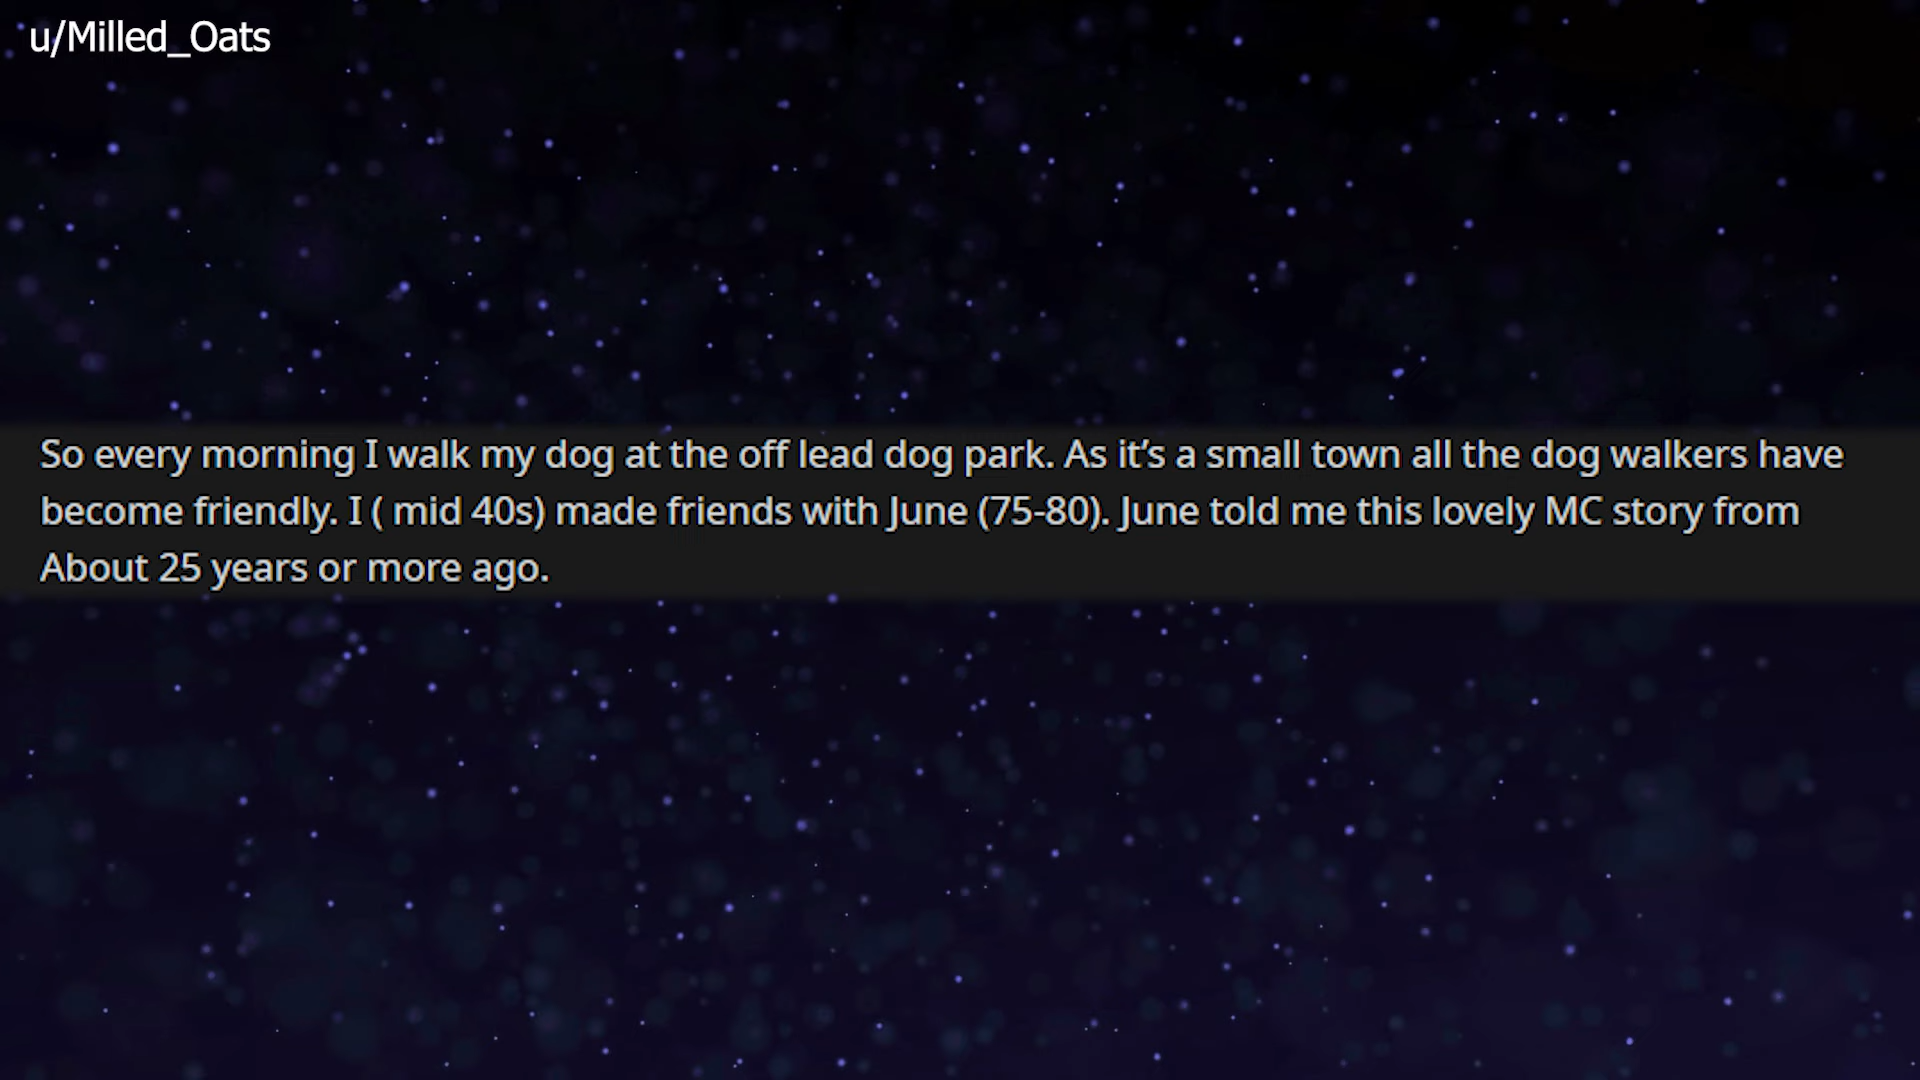 u/Milled_Oats
So every morning I walk my dog at the off lead dog park. As it’s a small town all the dog walkers have
become friendly. I ( mid 40s) made friends with June (75-80). June told me this lovely MC story from
About 25 years or more ago.